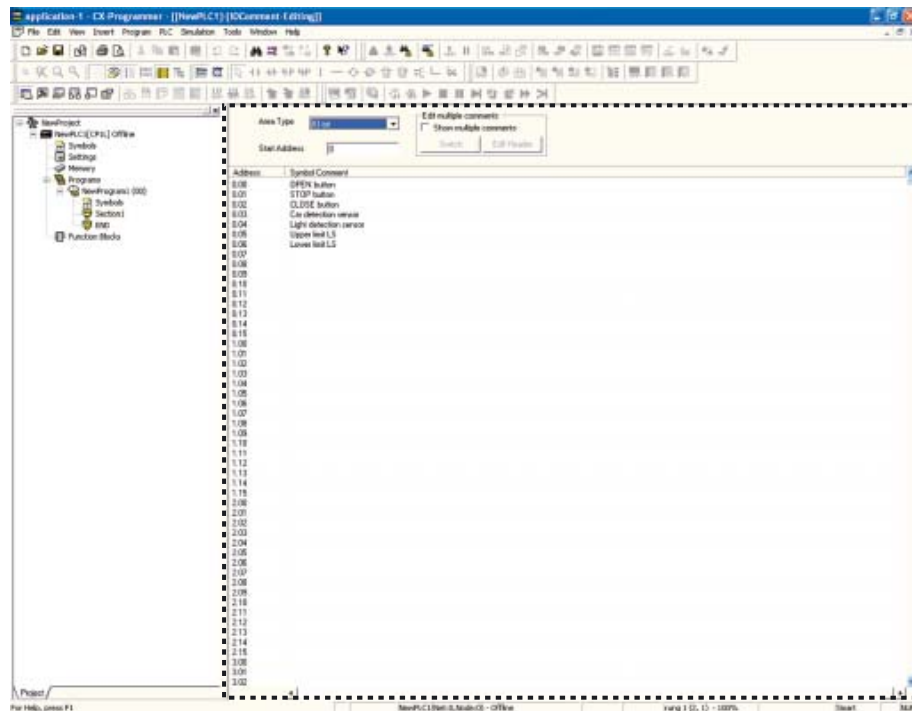 application-1 - CX-Programmer - [[NewPLC1] [IOComment-Editing]]
File Edit View Insert Program PLC Simulation Tools Window Help
NewProject
NewPLC1[CP1L] Offline
Symbols
Settings
Memory
Programs
NewProgram1 (00)
Symbols
Section1
END
Function Blocks
Project
Area Type
Start Address 0
Edit multiple comments
Show multiple comments
Switch Edit Header
Address Symbol Comment
0.00 OPEN button
0.01 STOP button
0.02 CLOSE button
0.03 Car detection sensor
0.04 Light detection sensor
0.05 Upper limit LS
0.06 Lower limit LS
0.07
0.08
0.09
0.10
0.11
0.12
0.13
0.14
0.15
1.00
1.01
1.02
1.03
1.04
1.05
1.06
1.07
1.08
1.09
1.10
1.11
1.12
1.13
1.14
1.15
2.00
2.01
2.02
2.03
2.04
2.05
2.06
2.07
2.08
2.09
2.10
2.11
2.12
2.13
2.14
2.15
3.00
3.01
3.02
For Help, press F1
NewPLC1(Net:0,Node:0) - Offline
rung 1 (2, 1) - 100%
Smart